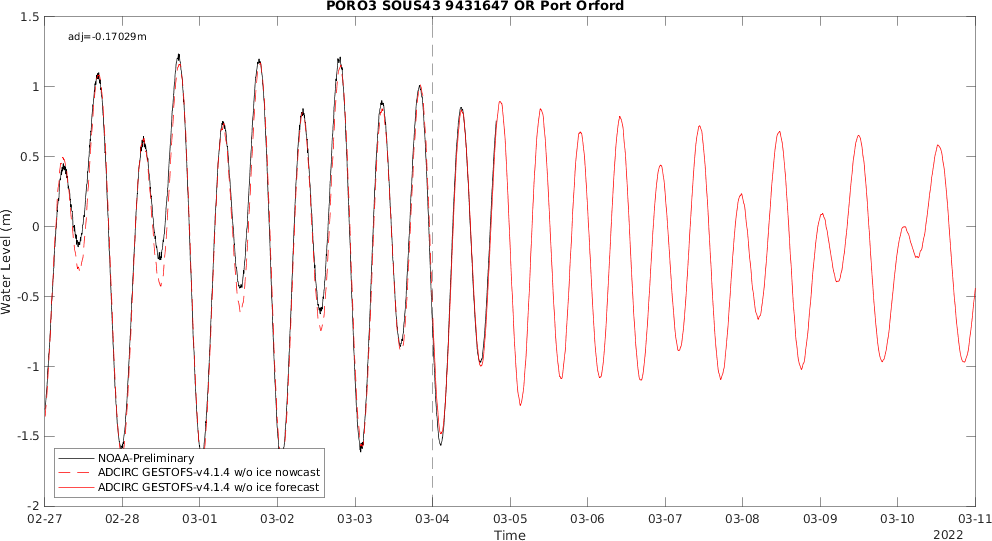 PORO3 SOUS43 9431647 OR Port Orford
adj=-0.17029m
1.5
1
0.5
0
-0.5
-1
-1.5
-2
Water Level (m)
NOAA-Preliminary
ADCIRC GESTOFS-v4.1.4 w/o ice nowcast
ADCIRC GESTOFS-v4.1.4 w/o ice forecast
02-27 02-28 03-01 03-02 03-03 03-04 03-05 03-06 03-07 03-08 03-09 03-10 03-11
Time
2022